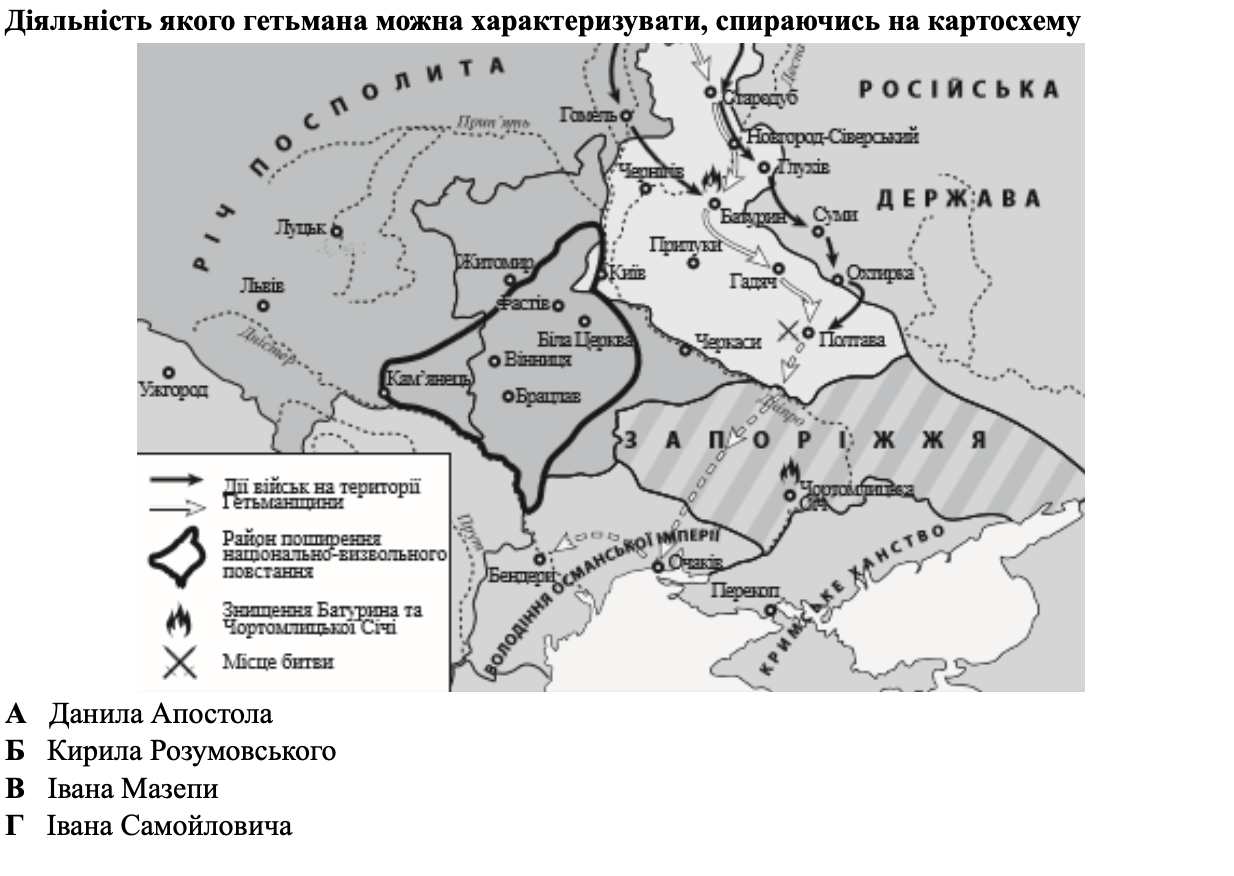 Діяльність якого гетьмана можна характеризувати, спираючись на картосхему
РІЧ ПОСПОЛИТА
РОСІЙСЬКА
ДЕРЖАВА
Десна
Стародуб
Гомель
Прип'ять
Новгород-Сіверський
Чернігів
Глухів
Батурин
Суми
Луцьк
Прилуки
Житомир
Київ
Гадяч
Охтирка
Львів
Фастів
Біла Церква
Черкаси
Полтава
Дністер
Вінниця
Кам'янець
Ужгород
Брацлав
Дніпро
ЗАПОРІЖЖЯ
Чортомлицька
Січ
Прут
Бендери
ВОЛОДІННЯ ОСМАНСЬКОЇ ІМПЕРІЇ
Очаків
Перекоп
КРИМСЬКЕ ХАНСТВО
Дії військ на території
Гетьманщини
Район поширення
національно-визвольного
повстання
Знищення Батурина та
Чортомлицької Січі
Місце битви
А Данила Апостола
Б Кирила Розумовського
В Івана Мазепи
Г Івана Самойловича